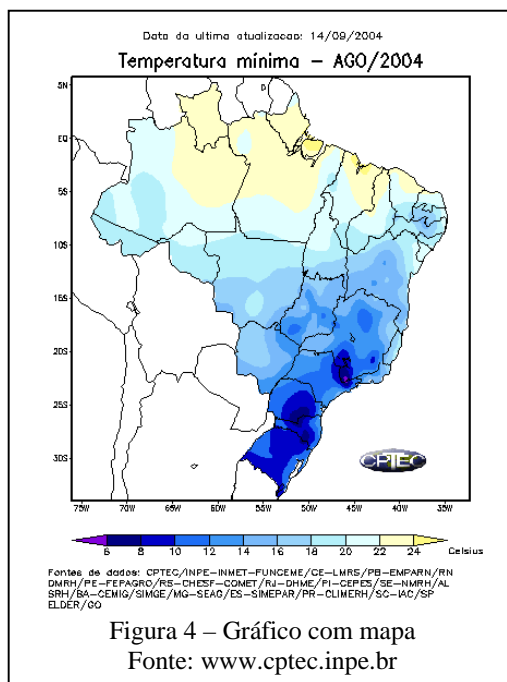 Data da ultima atualizacao: 14/09/2004
Temperatura mínima – AGO/2004
5N
EQ
5S
10S
15S
20S
25S
30S
CPTEC
75W 70W 65W 60W 55W 50W 45W 40W 35W
6 8 10 12 14 16 18 20 22 24 Celsius
Fontes de dados: CPTEC/INPE-INMET-FUNCEME/CE-LMRS/PB-EMPARN/RN
DMRH/PE-FEPAGRO/RS-CHESF-COMET/RJ-DHME/PI-CEPES/SE-NMRH/AL
SRH/BA-CEMIG/SIMGE/MG-SEAG/ES-SIMEPAR/PR-CLIMERH/SC-IAC/SP
ELDER/GO
Figura 4 – Gráfico com mapa
Fonte: www.cptec.inpe.br